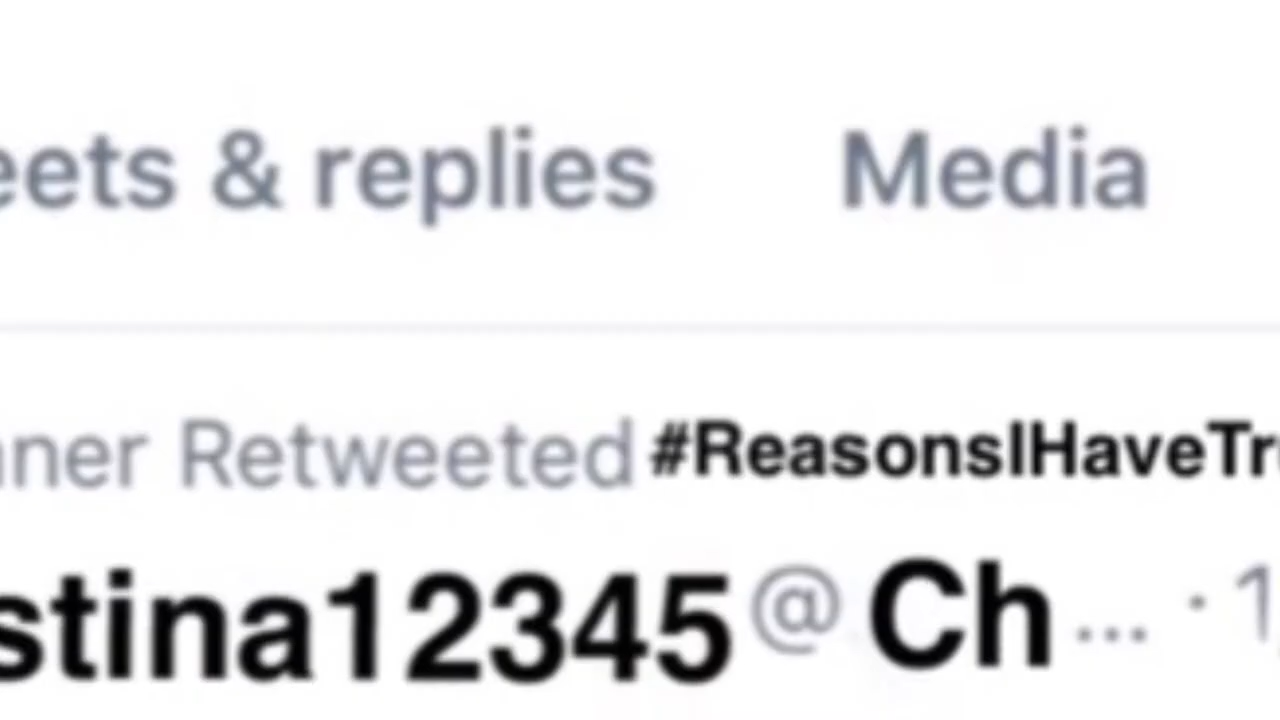 eets & replies Media
ner Retweeted #ReasonsIHaveTr
stina12345 @ Ch... · 1